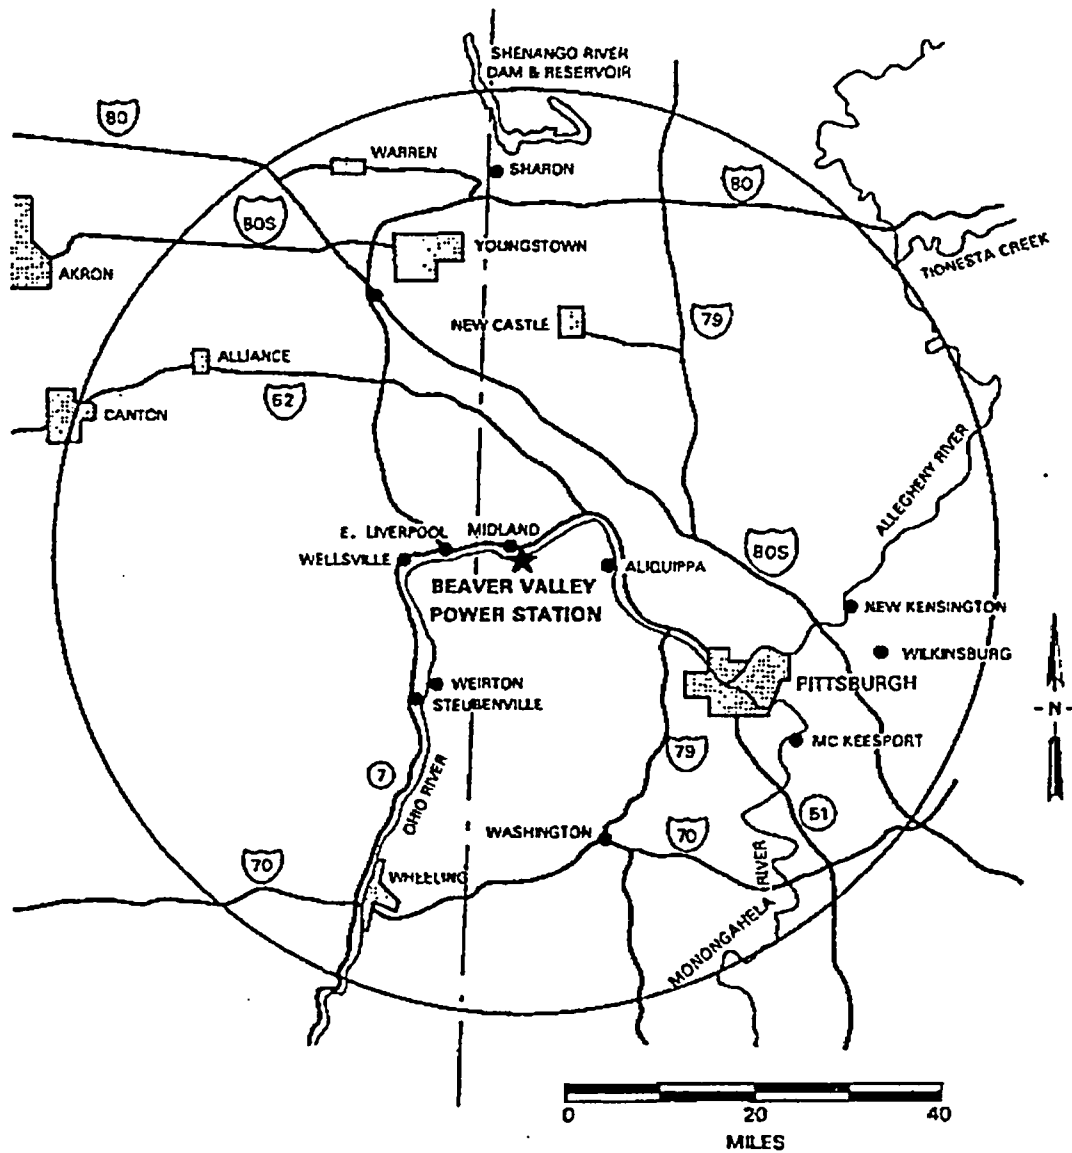 SHENANGO RIVER
DAM & RESERVOIR
80
WARREN
SHARON
80
80S
YOUNGSTOWN
TIONESTA CREEK
AKRON
NEW CASTLE
79
ALLIANCE
62
CANTON
ALLEGHENY RIVER
E. LIVERPOOL
MIDLAND
80S
WELLSVILLE
ALIQUIPPA
BEAVER VALLEY
POWER STATION
NEW KENSINGTON
WILKINSBURG
WEIRTON
PITTSBURGH
STEUBENVILLE
-N-
MC KEESPORT
79
7
OHIO RIVER
WASHINGTON
70
51
70
WHEELING
MONONGAHELA RIVER
0 20 40
MILES